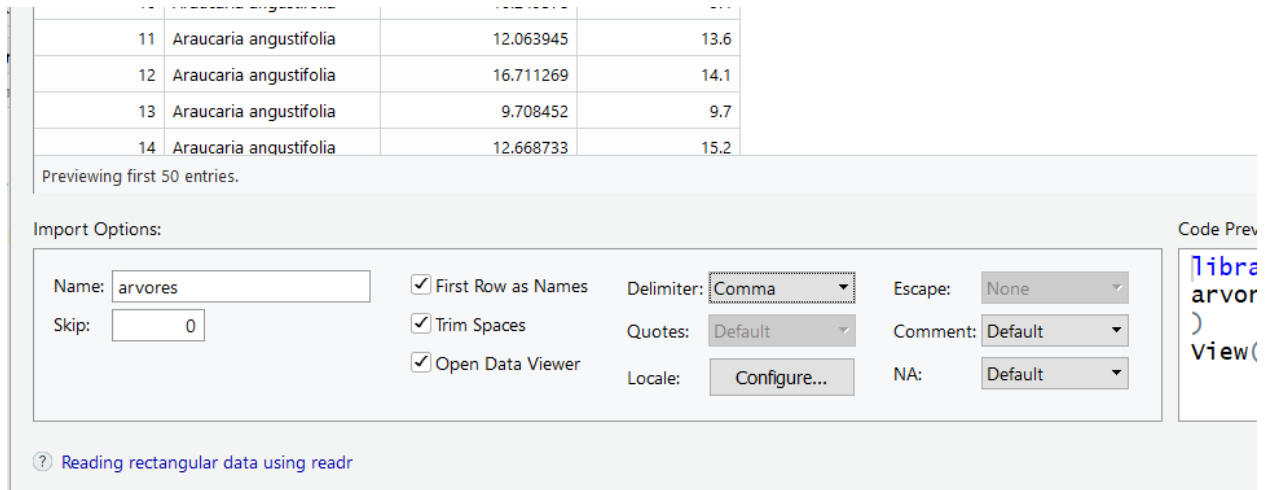 11 Araucaria angustifolia 12.063945 13.6
12 Araucaria angustifolia 16.711269 14.1
13 Araucaria angustifolia 9.708452 9.7
14 Araucaria angustifolia 12.668733 15.2
Previewing first 50 entries.
Import Options:
Code Prev
Name: arvores
First Row as Names
Delimiter: Comma
Escape: None
libra
arvor
Skip: 0
Trim Spaces
Quotes: Default
Comment: Default
)
View(
Open Data Viewer
Locale: Configure...
NA: Default
? Reading rectangular data using readr